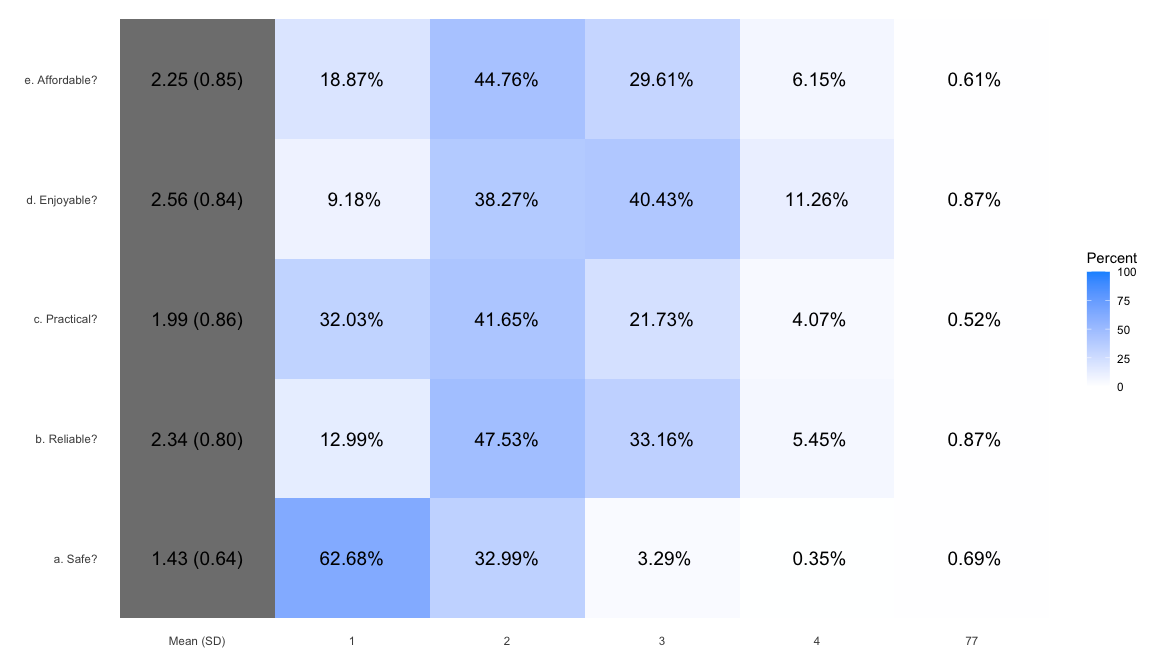 e. Affordable? 2.25 (0.85) 18.87% 44.76% 29.61% 6.15% 0.61%
d. Enjoyable? 2.56 (0.84) 9.18% 38.27% 40.43% 11.26% 0.87%
c. Practical? 1.99 (0.86) 32.03% 41.65% 21.73% 4.07% 0.52%
b. Reliable? 2.34 (0.80) 12.99% 47.53% 33.16% 5.45% 0.87%
a. Safe? 1.43 (0.64) 62.68% 32.99% 3.29% 0.35% 0.69%
Mean (SD) 1 2 3 4 77
Percent
100
75
50
25
0